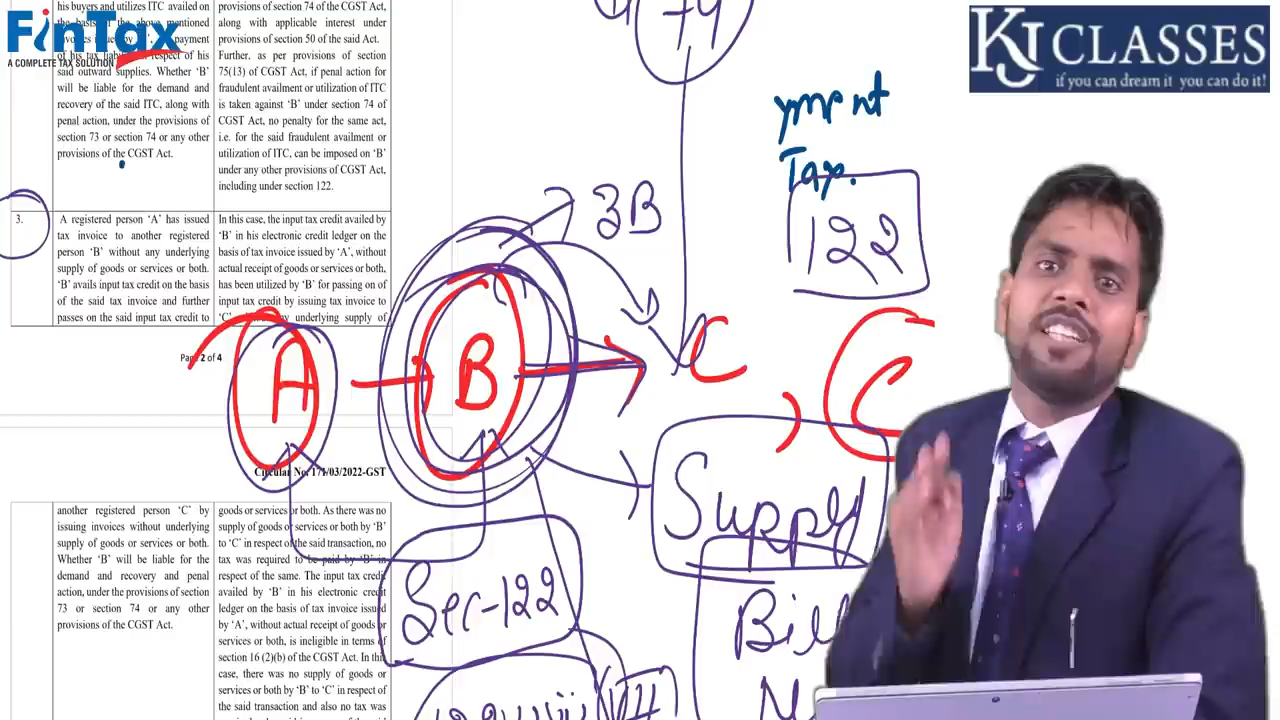 FinTax
A COMPLETE TAX SOLUTION
KJ CLASSES
if you can dream it you can do it!
his buyers and utilizes ITC availed on
the basis of the above mentioned
payment
of his tax
respect of his
said outward supplies. Whether ‘B’
will be liable for the demand and
recovery of the said ITC, along with
penal action, under the provisions of
section 73 or section 74 or any other
provisions of the CGST Act.
provisions of section 74 of the CGST Act,
along with applicable interest under
provisions of section 50 of the said Act.
Further, as per provisions of section
75(13) of CGST Act, if penal action for
fraudulent availment or utilization of ITC
is taken against ‘B’ under section 74 of
CGST Act, no penalty for the same act,
i.e. for the said fraudulent availment or
utilization of ITC, can be imposed on ‘B’
under any other provisions of CGST Act,
including under section 122.
3.
A registered person ‘A’ has issued
tax invoice to another registered
person ‘B’ without any underlying
supply of goods or services or both.
‘B’ avails input tax credit on the basis
of the said tax invoice and further
passes on the said input tax credit to
In this case, the input tax credit availed by
‘B’ in his electronic credit ledger on the
basis of tax invoice issued by ‘A’, without
actual receipt of goods or services or both,
has been utilized by ‘B’ for passing on of
input tax credit by issuing tax invoice to
‘C’ any underlying supply of
Page 2 of 4
Circular No. 171/03/2022-GST
another registered person ‘C’ by
issuing invoices without underlying
supply of goods or services or both.
Whether ‘B’ will be liable for the
demand and recovery and penal
action, under the provisions of section
73 or section 74 or any other
provisions of the CGST Act.
goods or services or both. As there was no
supply of goods or services or both by ‘B’
to ‘C’ in respect of the said transaction, no
tax was required to be paid by ‘B’ in
respect of the same. The input tax credit
availed by ‘B’ in his electronic credit
ledger on the basis of tax invoice issued
by ‘A’, without actual receipt of goods or
services or both, is ineligible in terms of
section 16 (2)(b) of the CGST Act. In this
case, there was no supply of goods or
services or both by ‘B’ to ‘C’ in respect of
the said transaction and also no tax was
74
yment
Tax.
122
3B
A
B
C
C
Supply
Sec-122
Bill